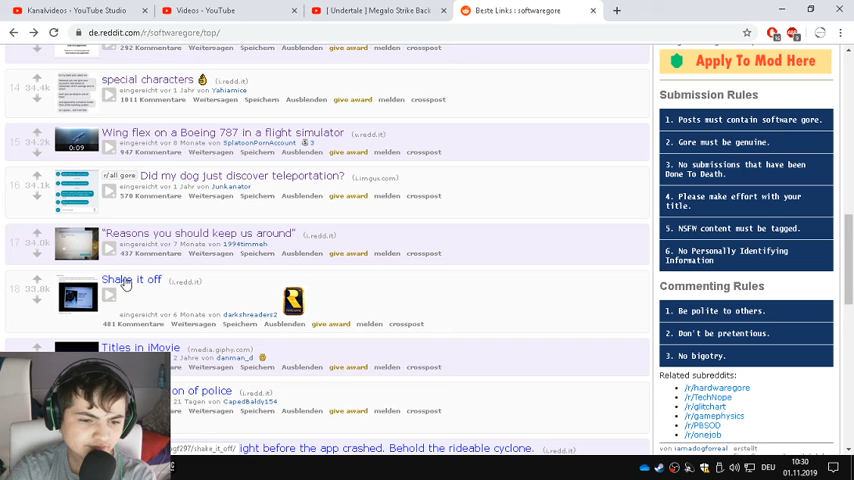 Kanalvideos - YouTube Studio
Videos - YouTube
[ Undertale ] Megalo Strike Back
Beste Links : softwaregore
de.reddit.com/r/softwaregore/top/
292 Kommentare Weitersagen Speichern Ausblenden give award melden crosspost
14 34.4k special characters (i.redd.it)
eingereicht vor 1 Jahr von Yahiamice
1011 Kommentare Weitersagen Speichern Ausblenden give award melden crosspost
15 34.2k Wing flex on a Boeing 787 in a flight simulator (v.redd.it)
0:09
eingereicht vor 8 Monate von SplatoonPornAccount 3
947 Kommentare Weitersagen Speichern Ausblenden give award melden crosspost
16 34.1k r/all gore Did my dog just discover teleportation? (i.imgur.com)
eingereicht vor 1 Jahr von Junkanator
570 Kommentare Weitersagen Speichern Ausblenden give award melden crosspost
17 34.0k "Reasons you should keep us around" (i.redd.it)
eingereicht vor 7 Monate von 1994timmeh
437 Kommentare Weitersagen Speichern Ausblenden give award melden crosspost
18 33.8k Shake it off (i.redd.it)
eingereicht vor 6 Monate von darkshreaders2
481 Kommentare Weitersagen Speichern Ausblenden give award melden crosspost
Titles in iMovie (media.giphy.com)
2 Jahre von danman_d
Weitersagen Speichern Ausblenden give award melden crosspost
on of police (i.redd.it)
21 Tagen von CapedBaldy154
Weitersagen Speichern Ausblenden give award melden crosspost
/shake_it_off/
ight before the app crashed. Behold the rideable cyclone. (i.redd.it)
Apply To Mod Here
Submission Rules
1. Posts must contain software gore.
2. Gore must be genuine.
3. No submissions that have been
Done To Death.
4. Please make effort with your
title.
5. NSFW content must be tagged.
6. No Personally Identifying
Information
Commenting Rules
1. Be polite to others.
2. Don't be pretentious.
3. No bigotry.
Related subreddits:
/r/hardwaregore
/r/TechNope
/r/glitchart
/r/gamephysics
/r/PBSOD
/r/onejob
von iamadogforreal erstellt
DEU
10:30
01.11.2019